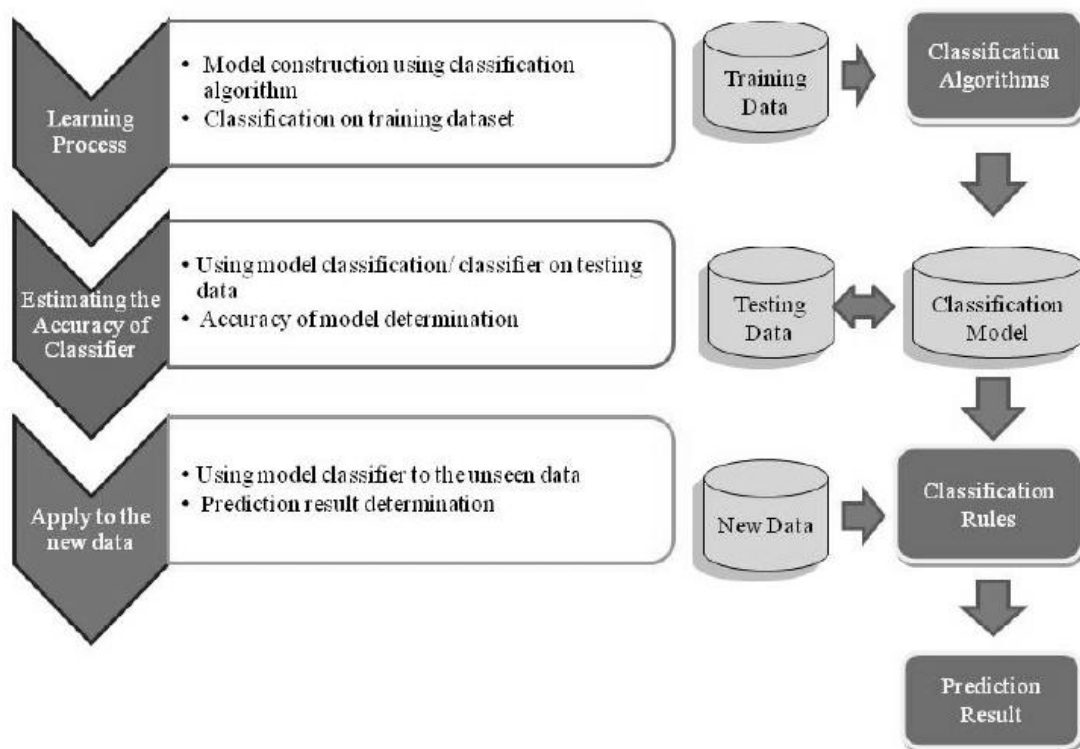 Learning
Process
• Model construction using classification
algorithm
• Classification on training dataset
Training
Data
Classification
Algorithms
Estimating the
Accuracy of
Classifier
• Using model classification/ classifier on testing
data
• Accuracy of model determination
Testing
Data
Classification
Model
Apply to the
new data
• Using model classifier to the unseen data
• Prediction result determination
New Data
Classification
Rules
Prediction
Result